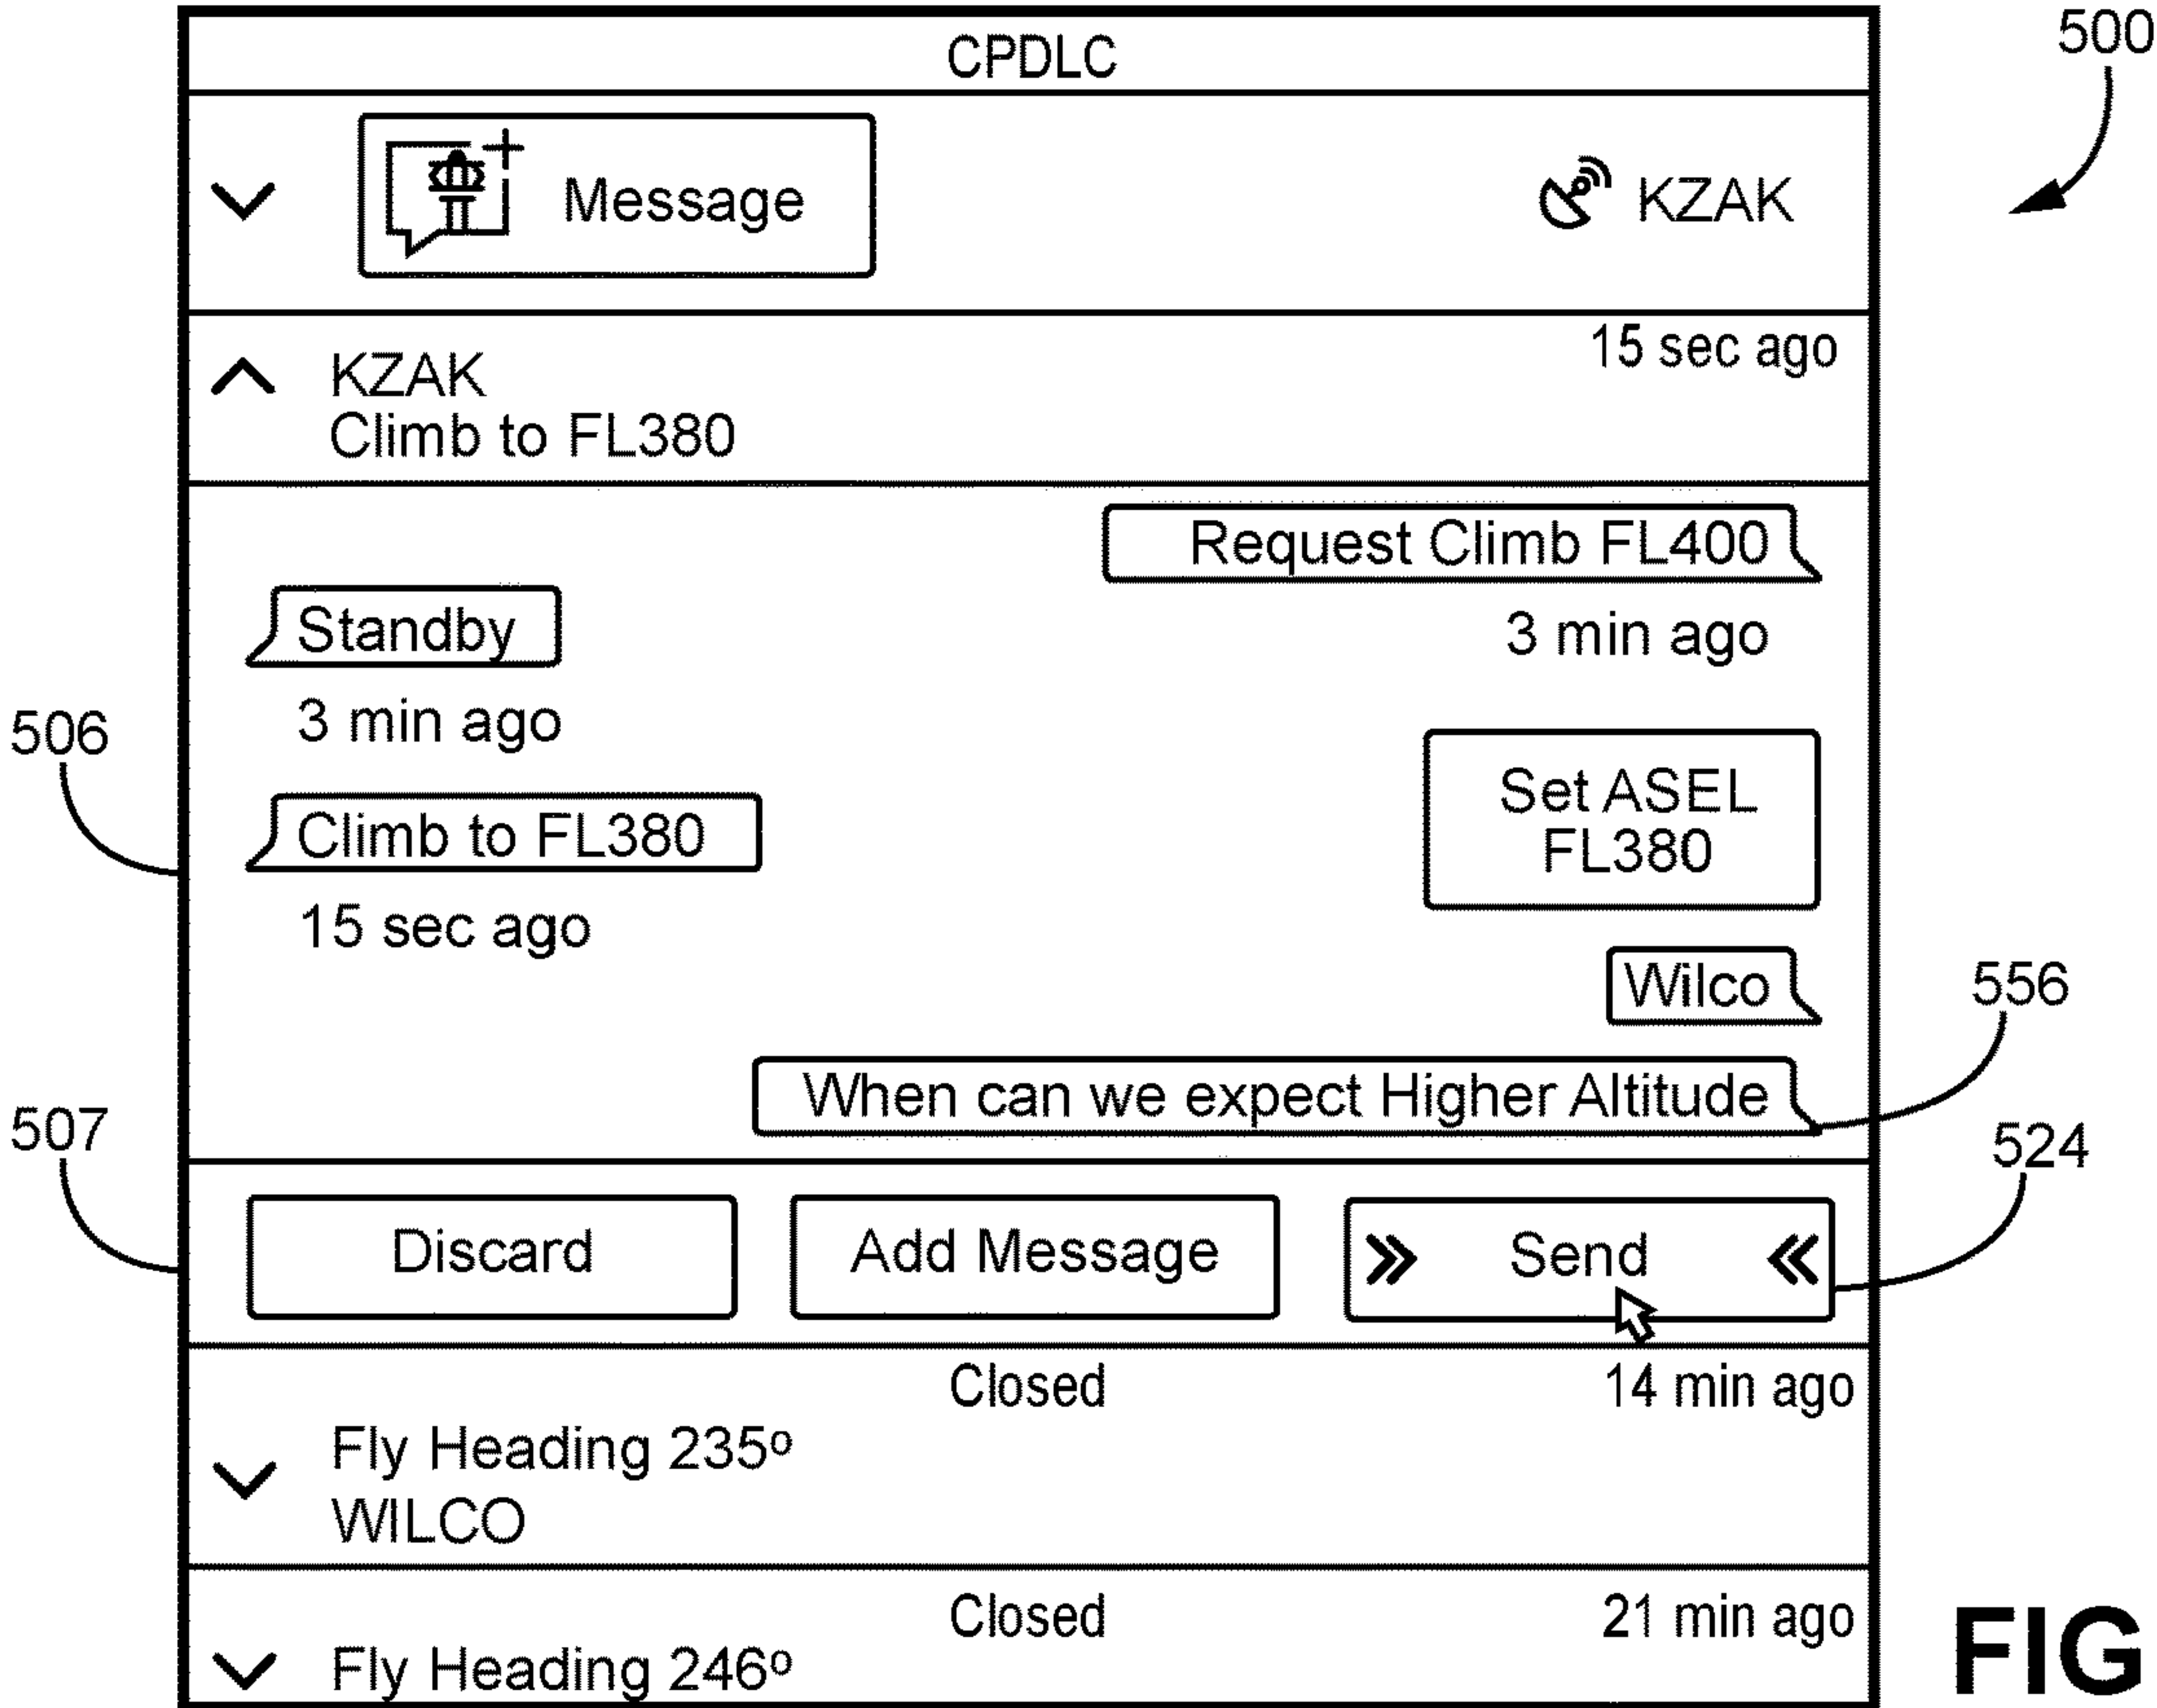 CPDLC
500
Message
KZAK
15 sec ago
KZAK
Climb to FL380
Request Climb FL400
3 min ago
Standby
3 min ago
506
Set ASEL
FL380
Climb to FL380
15 sec ago
Wilco
556
When can we expect Higher Altitude
507
524
Discard
Add Message
» Send «
Closed
14 min ago
Fly Heading 235º
WILCO
Closed
21 min ago
Fly Heading 246º
FIG